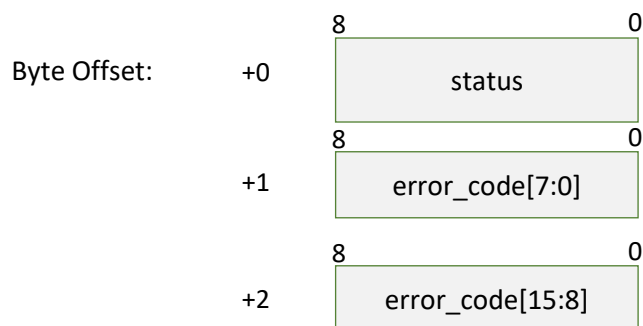 8 0
Byte Offset: +0 status
8 0
+1 error_code[7:0]
8 0
+2 error_code[15:8]